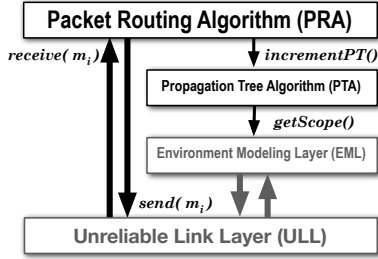 Packet Routing Algorithm (PRA)
receive( mi )
incrementPT()
Propagation Tree Algorithm (PTA)
getScope()
Environment Modeling Layer (EML)
send( mi )
Unreliable Link Layer (ULL)